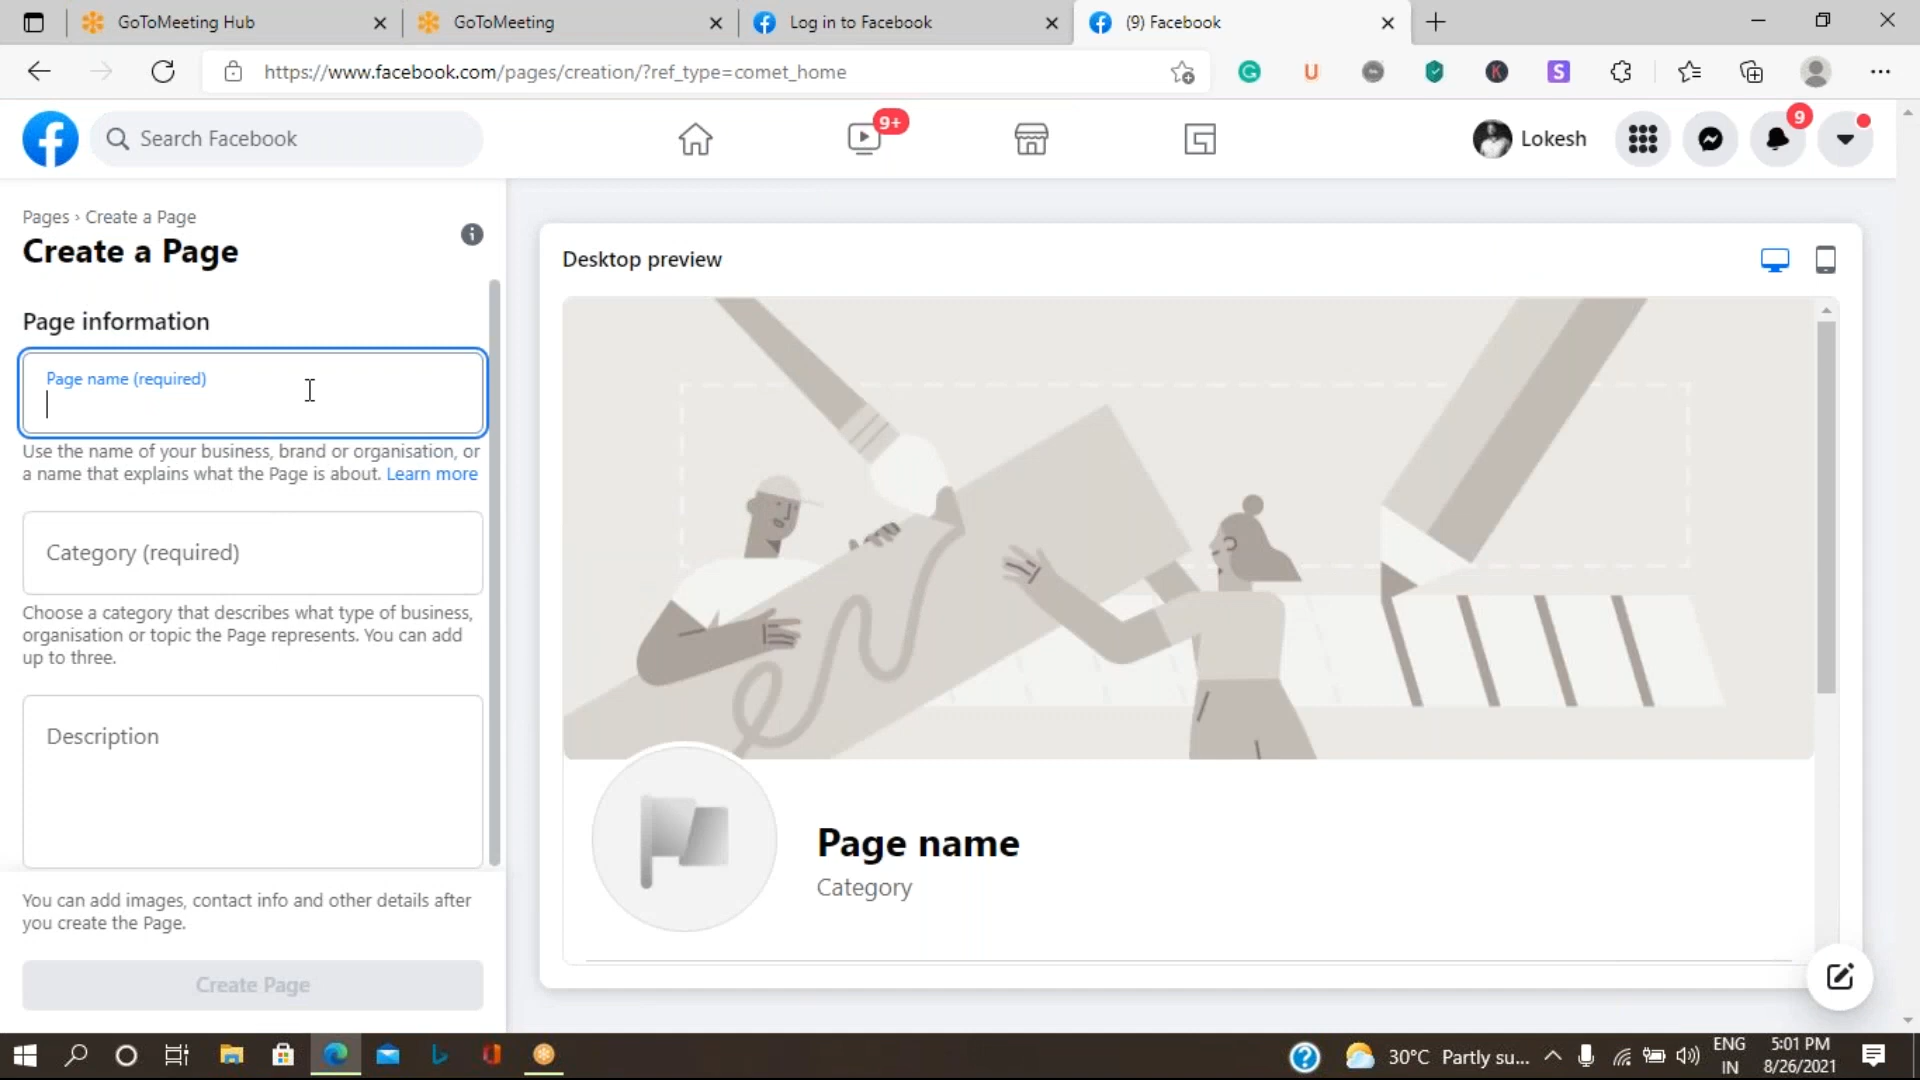 GoToMeeting Hub
GoToMeeting
Log in to Facebook
(9) Facebook
https://www.facebook.com/pages/creation/?ref_type=comet_home
Search Facebook
9+
Lokesh
9
Pages › Create a Page
Create a Page
Page information
Page name (required)
Use the name of your business, brand or organisation, or
a name that explains what the Page is about. Learn more
Category (required)
Choose a category that describes what type of business,
organisation or topic the Page represents. You can add
up to three.
Description
You can add images, contact info and other details after
you create the Page.
Create Page
Desktop preview
Page name
Category
30°C Partly su...
ENG
IN
5:01 PM
8/26/2021